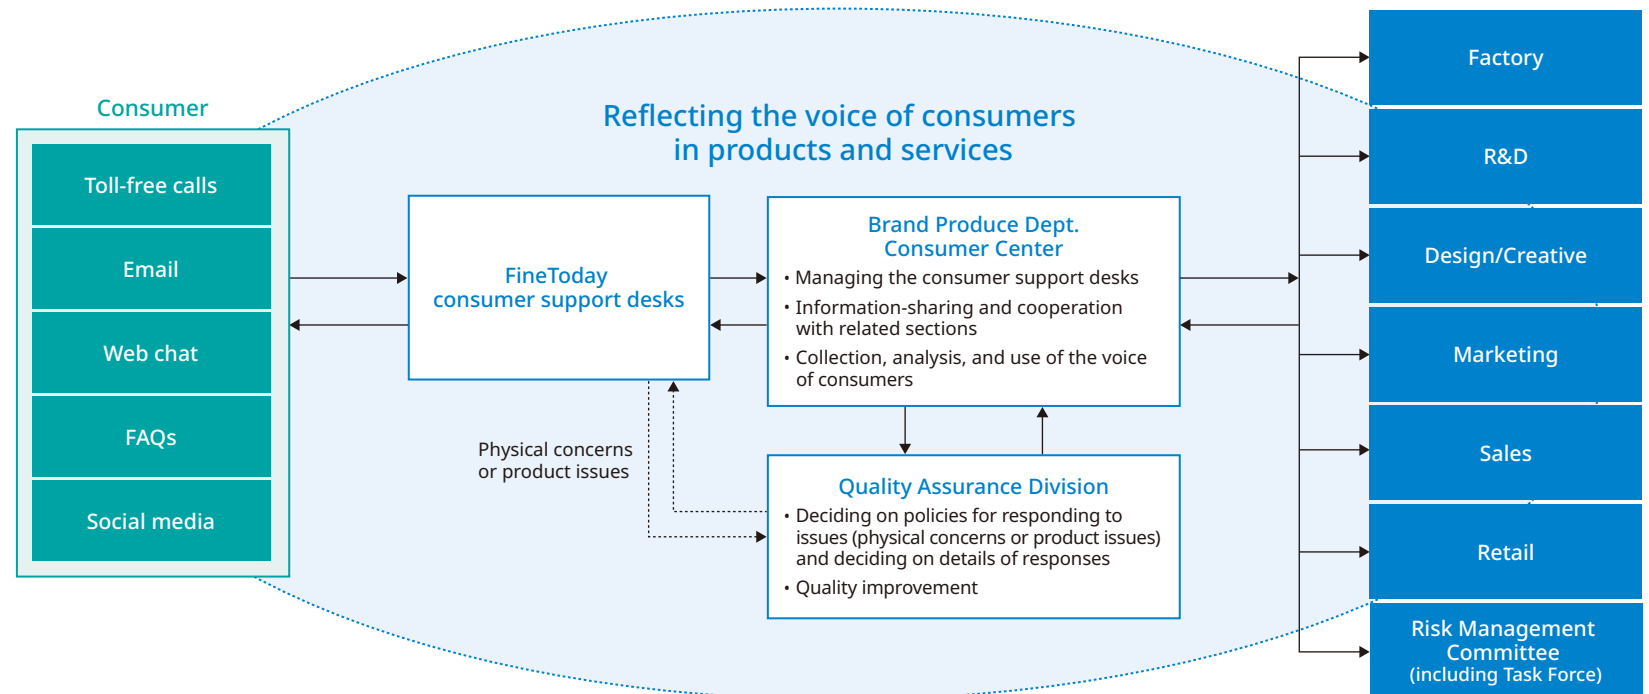 Consumer
Toll-free calls
Email
Web chat
FAQs
Social media
Reflecting the voice of consumers
in products and services
FineToday
consumer support desks
Physical concerns
or product issues
Brand Produce Dept.
Consumer Center
• Managing the consumer support desks
• Information-sharing and cooperation
with related sections
• Collection, analysis, and use of the voice
of consumers
Quality Assurance Division
• Deciding on policies for responding to
issues (physical concerns or product issues)
and deciding on details of responses
• Quality improvement
Factory
R&D
Design/Creative
Marketing
Sales
Retail
Risk Management
Committee
(including Task Force)